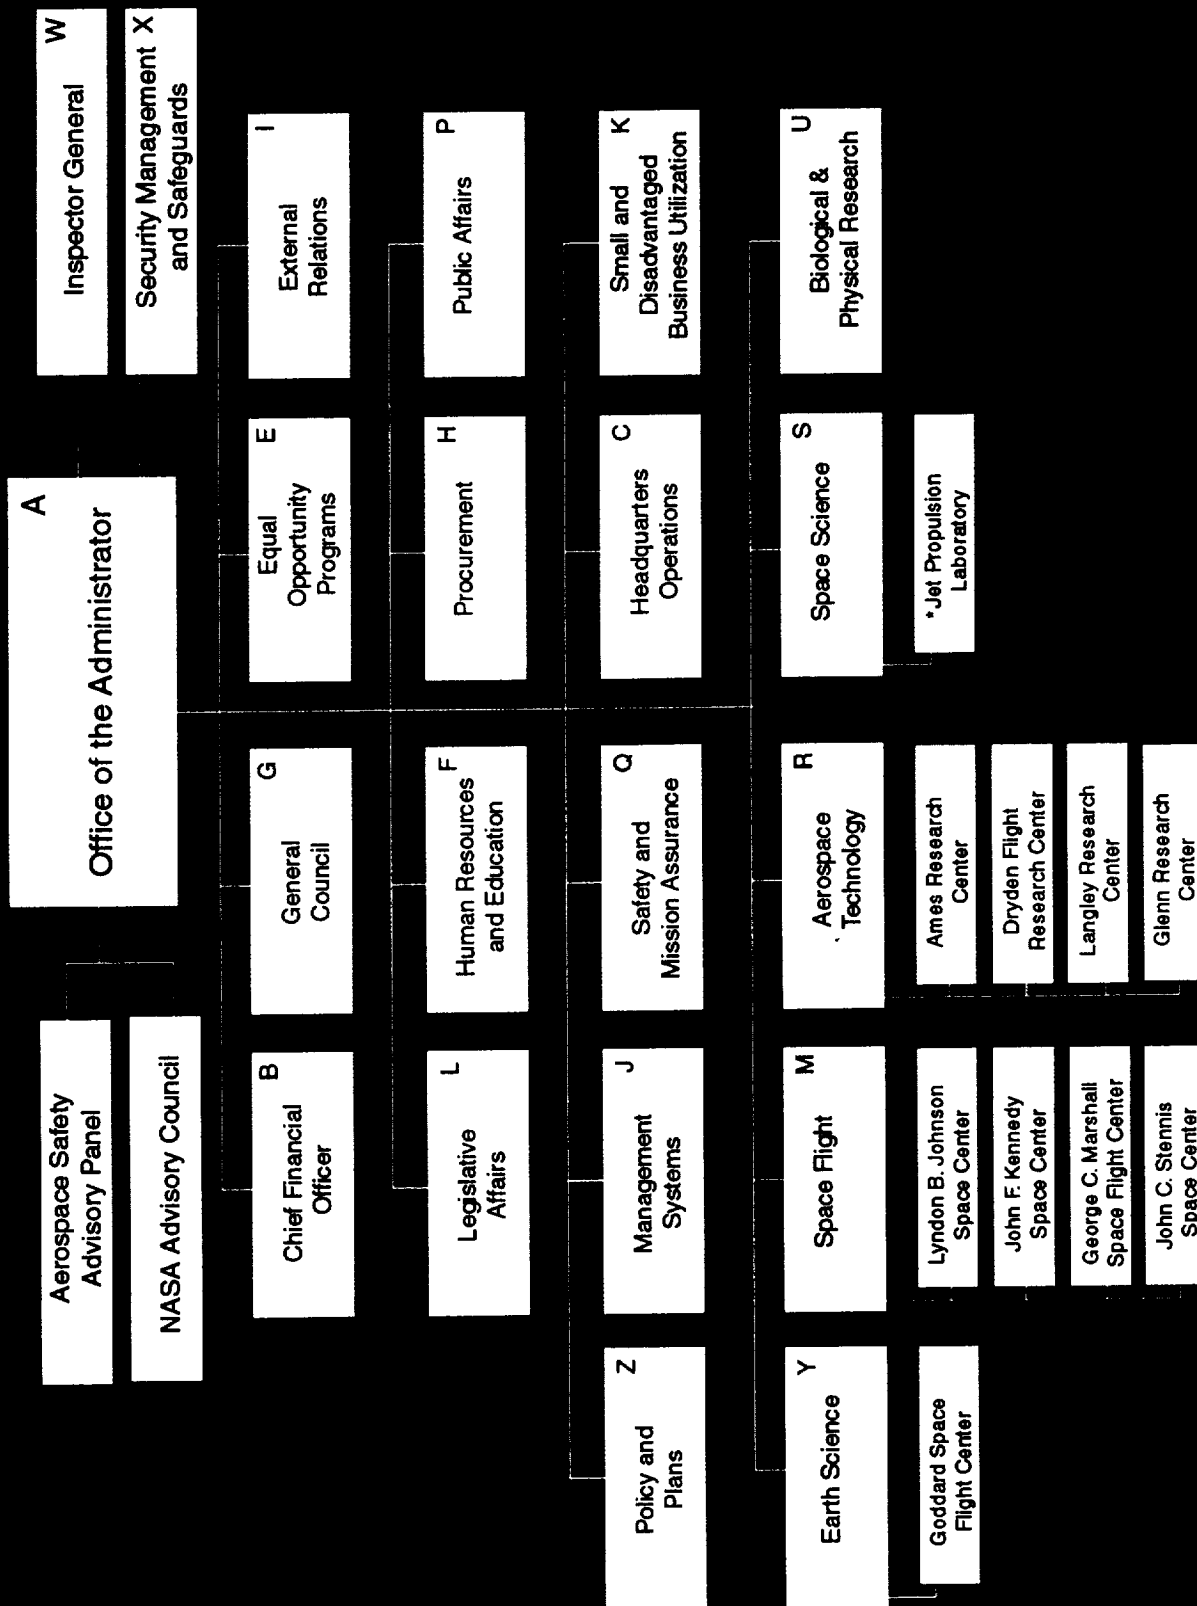 Aerospace Safety
Advisory Panel
NASA Advisory Council
A
Office of the Administrator
W
Inspector General
Security Management X
and Safeguards
B
Chief Financial
Officer
G
General
Council
E
Equal
Opportunity
Programs
I
External
Relations
L
Legislative
Affairs
F
Human Resources
and Education
H
Procurement
P
Public Affairs
Z
Policy and
Plans
J
Management
Systems
Q
Safety and
Mission Assurance
C
Headquarters
Operations
K
Small and
Disadvantaged
Business Utilization
Y
Earth Science
M
Space Flight
R
Aerospace
Technology
S
Space Science
U
Biological &
Physical Research
Goddard Space
Flight Center
Lyndon B. Johnson
Space Center
John F. Kennedy
Space Center
George C. Marshall
Space Flight Center
John C. Stennis
Space Center
Ames Research
Center
Dryden Flight
Research Center
Langley Research
Center
Glenn Research
Center
*Jet Propulsion
Laboratory